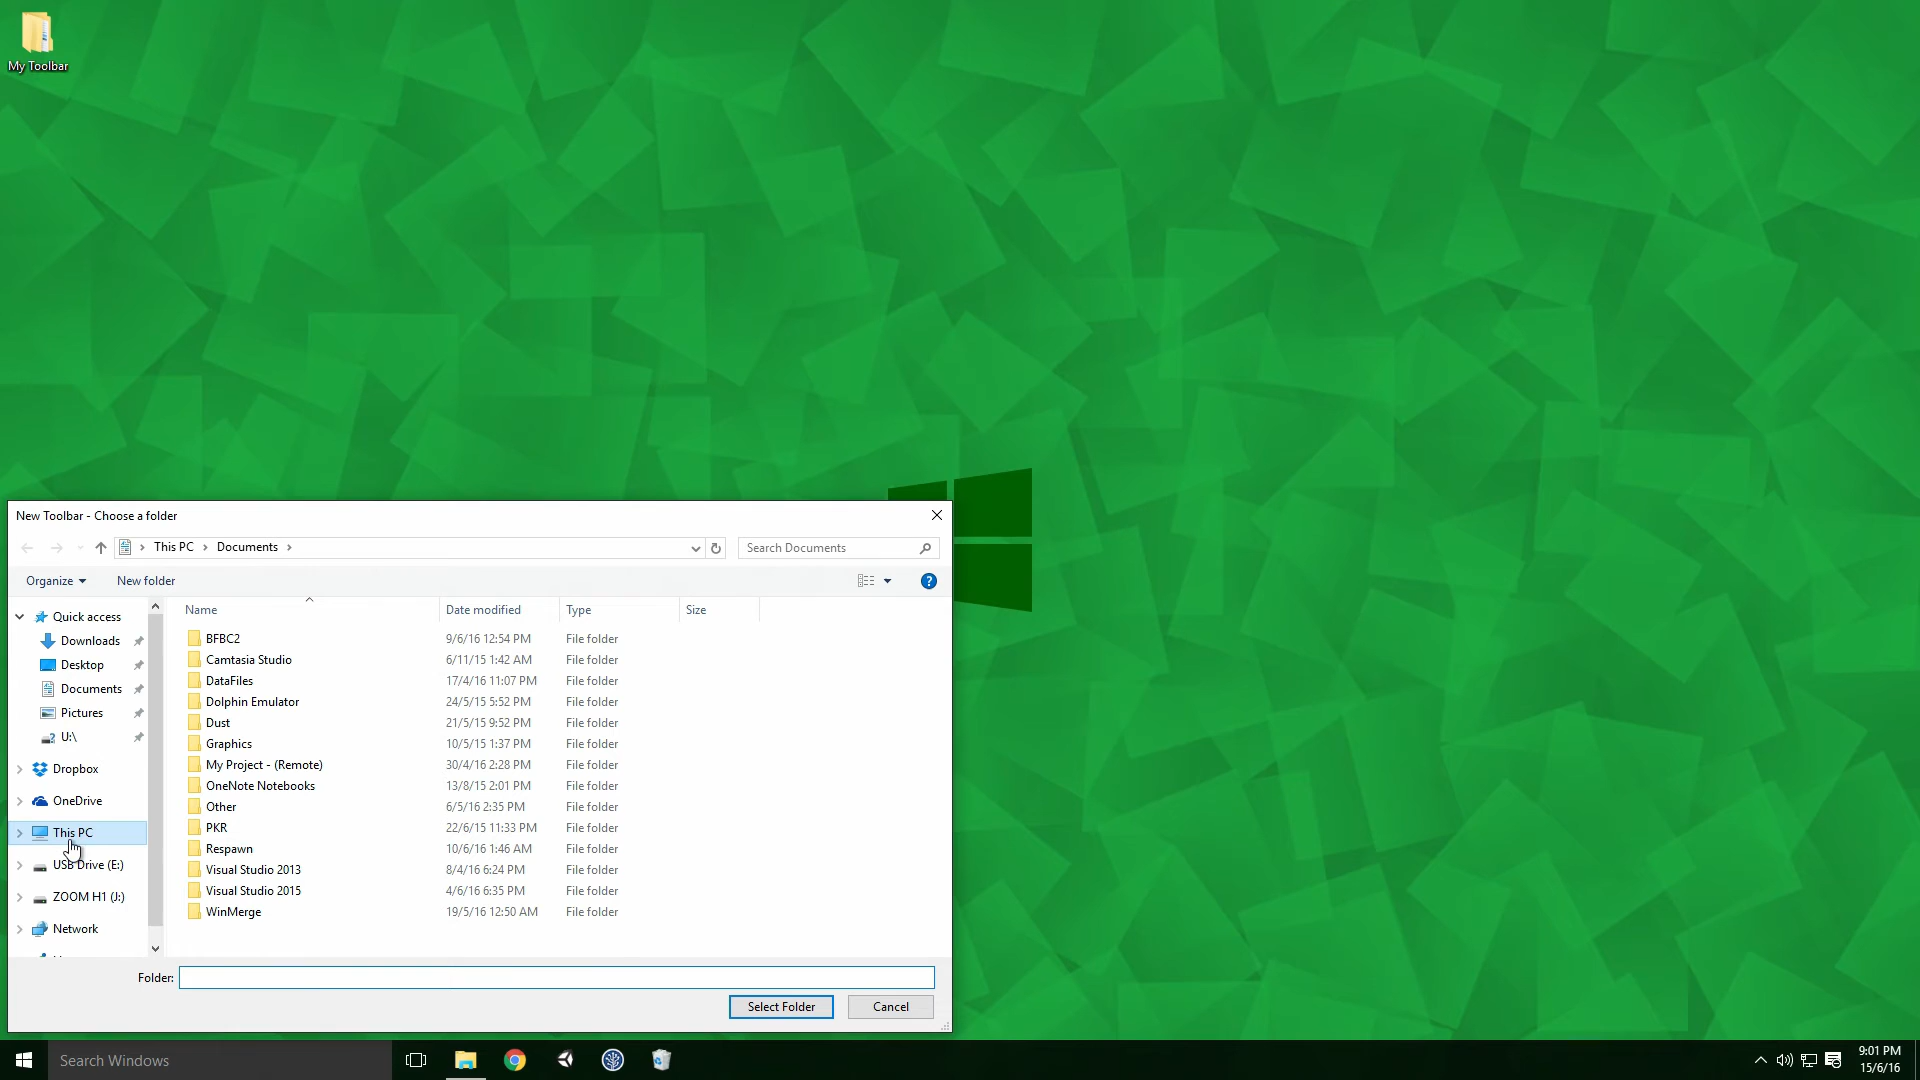 My Toolbar
New Toolbar - Choose a folder
This PC > Documents >
Search Documents
Organize
New folder
Name Date modified Type Size
Quick access
Downloads
Desktop
Documents
Pictures
U:\
Dropbox
OneDrive
This PC
USB Drive (E:)
ZOOM H1 (J:)
Network
BFBC2 9/6/16 12:54 PM File folder
Camtasia Studio 6/11/15 1:42 AM File folder
DataFiles 17/4/16 11:07 PM File folder
Dolphin Emulator 24/5/15 5:52 PM File folder
Dust 21/5/15 9:52 PM File folder
Graphics 10/5/15 1:37 PM File folder
My Project - (Remote) 30/4/16 2:28 PM File folder
OneNote Notebooks 13/8/15 2:01 PM File folder
Other 6/5/16 2:35 PM File folder
PKR 22/6/15 11:33 PM File folder
Respawn 10/6/16 1:46 AM File folder
Visual Studio 2013 8/4/16 6:24 PM File folder
Visual Studio 2015 4/6/16 6:35 PM File folder
WinMerge 19/5/16 12:50 AM File folder
Folder:
Select Folder
Cancel
Search Windows
9:01 PM
15/6/16